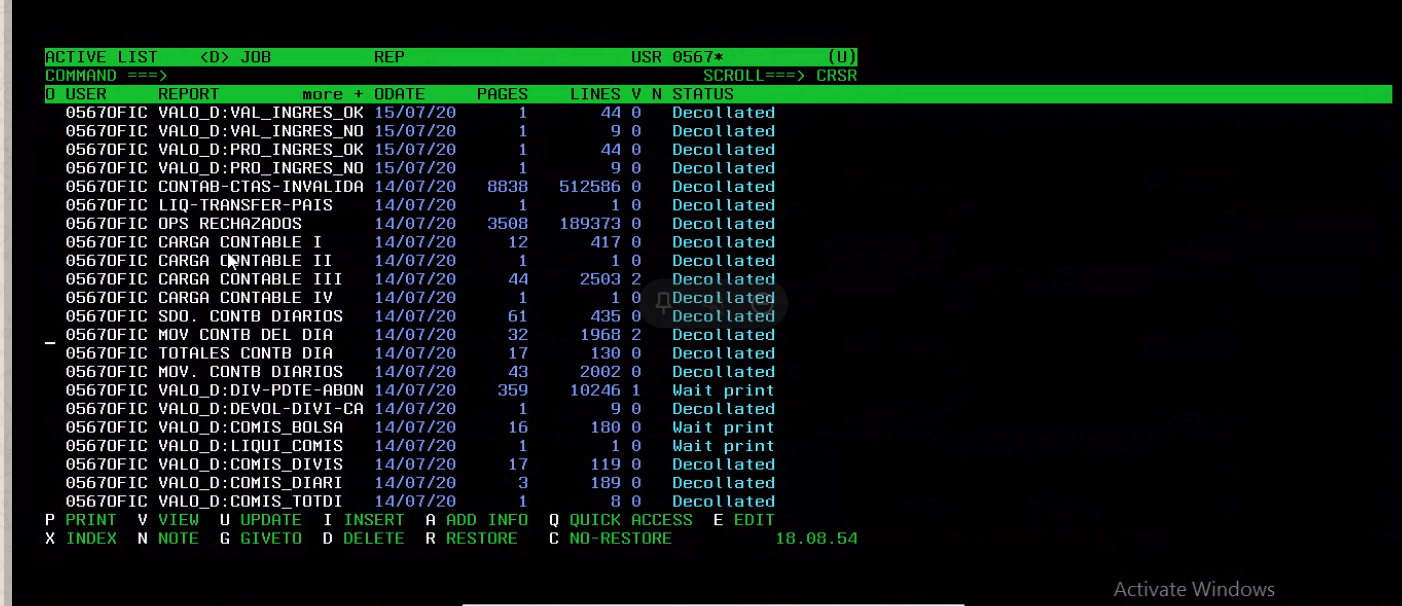 ACTIVE LIST <D> JOB REP USR 0567* (U)
COMMAND ===> SCROLL===> CRSR
O USER REPORT more + ODATE PAGES LINES V N STATUS
0567OFIC VALO_D:VAL_INGRES_OK 15/07/20 1 44 0 Decollated
0567OFIC VALO_D:VAL_INGRES_NO 15/07/20 1 9 0 Decollated
0567OFIC VALO_D:PRO_INGRES_OK 15/07/20 1 44 0 Decollated
0567OFIC VALO_D:PRO_INGRES_NO 15/07/20 1 9 0 Decollated
0567OFIC CONTAB-CTAS-INVALIDA 14/07/20 8838 512586 0 Decollated
0567OFIC LIQ-TRANSFER-PAIS 14/07/20 1 1 0 Decollated
0567OFIC OPS RECHAZADOS 14/07/20 3508 189373 0 Decollated
0567OFIC CARGA CONTABLE I 14/07/20 12 417 0 Decollated
0567OFIC CARGA CONTABLE II 14/07/20 1 1 0 Decollated
0567OFIC CARGA CONTABLE III 14/07/20 44 2503 2 Decollated
0567OFIC CARGA CONTABLE IV 14/07/20 1 1 0 Decollated
0567OFIC SDO. CONTB DIARIOS 14/07/20 61 435 0 Decollated
_ 0567OFIC MOV CONTB DEL DIA 14/07/20 32 1968 2 Decollated
0567OFIC TOTALES CONTB DIA 14/07/20 17 130 0 Decollated
0567OFIC MOV. CONTB DIARIOS 14/07/20 43 2002 0 Decollated
0567OFIC VALO_D:DIV-PDTE-ABON 14/07/20 359 10246 1 Wait print
0567OFIC VALO_D:DEVOL-DIVI-CA 14/07/20 1 9 0 Decollated
0567OFIC VALO_D:COMIS_BOLSA 14/07/20 16 180 0 Wait print
0567OFIC VALO_D:LIQUI_COMIS 14/07/20 1 1 0 Wait print
0567OFIC VALO_D:COMIS_DIVIS 14/07/20 17 119 0 Decollated
0567OFIC VALO_D:COMIS_DIARI 14/07/20 3 189 0 Decollated
0567OFIC VALO_D:COMIS_TOTDI 14/07/20 1 8 0 Decollated
P PRINT V VIEW U UPDATE I INSERT A ADD INFO Q QUICK ACCESS E EDIT
X INDEX N NOTE G GIVETO D DELETE R RESTORE C NO-RESTORE 18.08.54
Activate Windows